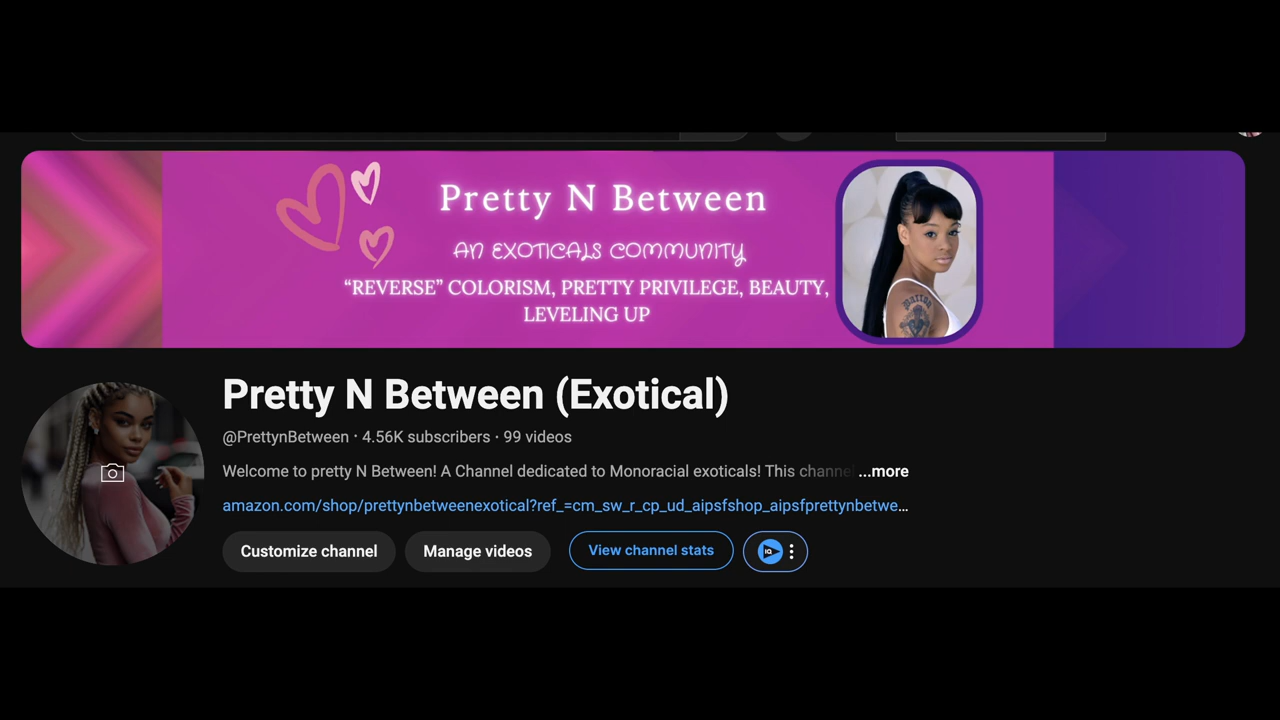 Pretty N Between
AN EXOTICALS COMMUNITY
“REVERSE” COLORISM, PRETTY PRIVILEGE, BEAUTY,
LEVELING UP
Pretty N Between (Exotical)
@PrettynBetween · 4.56K subscribers · 99 videos
Welcome to pretty N Between! A Channel dedicated to Monoracial exoticals! This channe ...more
amazon.com/shop/prettynbetweenexotical?ref_=cm_sw_r_cp_ud_aipsfshop_aipsfprettynbetwe...
Customize channel Manage videos View channel stats IQ